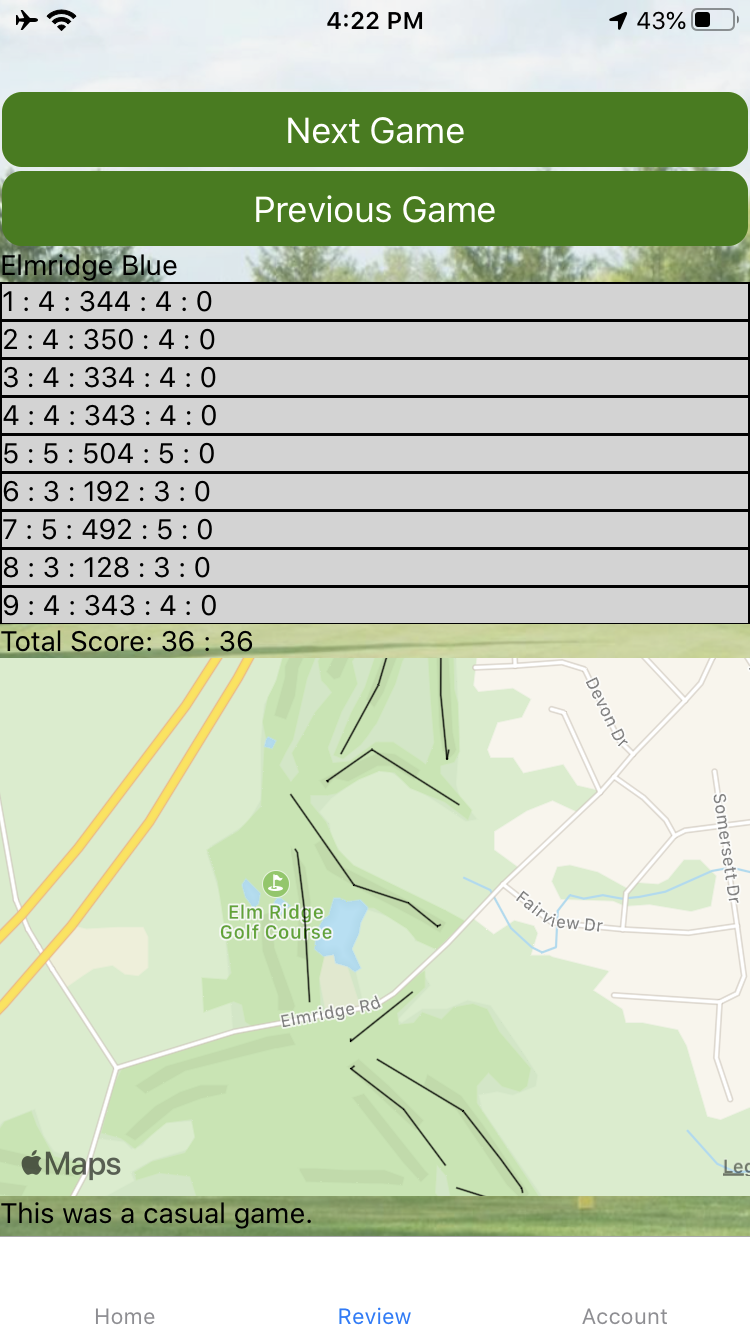 4:22 PM
43%
Next Game
Previous Game
Elmridge Blue
1 : 4 : 344 : 4 : 0
2 : 4 : 350 : 4 : 0
3 : 4 : 334 : 4 : 0
4 : 4 : 343 : 4 : 0
5 : 5 : 504 : 5 : 0
6 : 3 : 192 : 3 : 0
7 : 5 : 492 : 5 : 0
8 : 3 : 128 : 3 : 0
9 : 4 : 343 : 4 : 0
Total Score: 36 : 36
Devon Dr
Somersett Dr
Elm Ridge
Golf Course
Fairview Dr
Elmridge Rd
Maps
This was a casual game.
Home
Review
Account